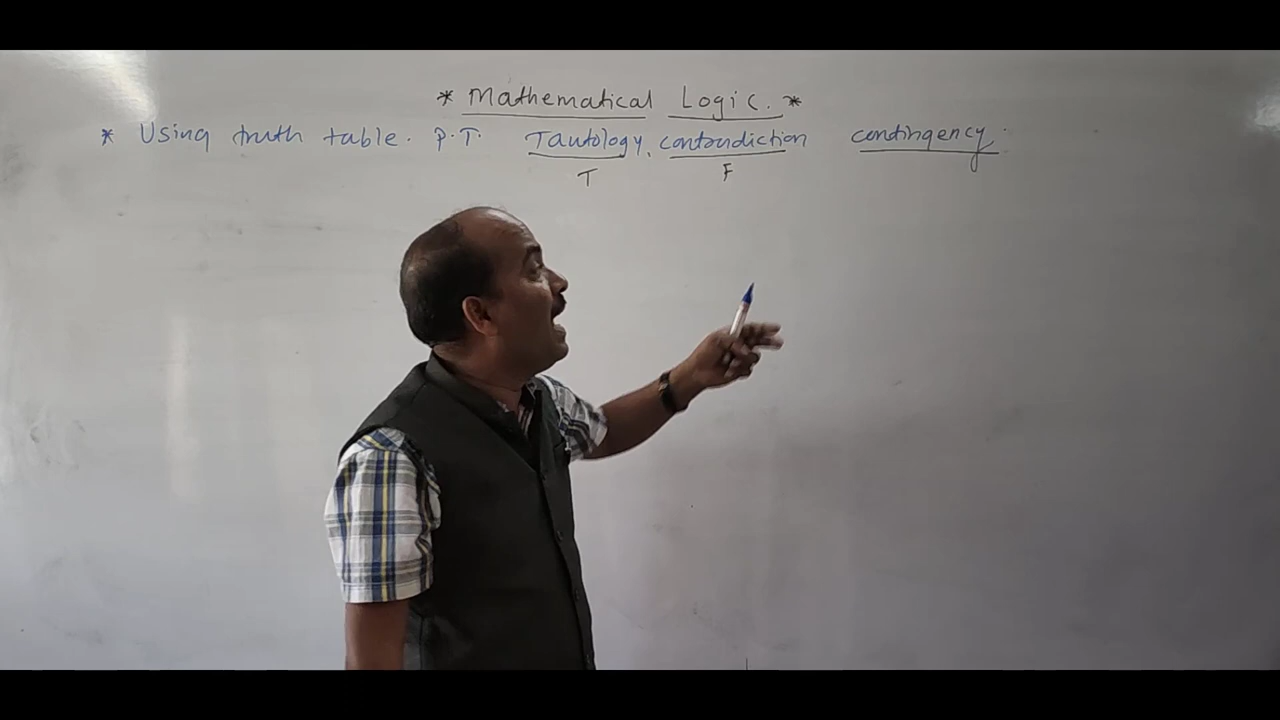 * Mathematical Logic. *
* Using truth table. P.T. Tautology, contradiction contingency.
T F